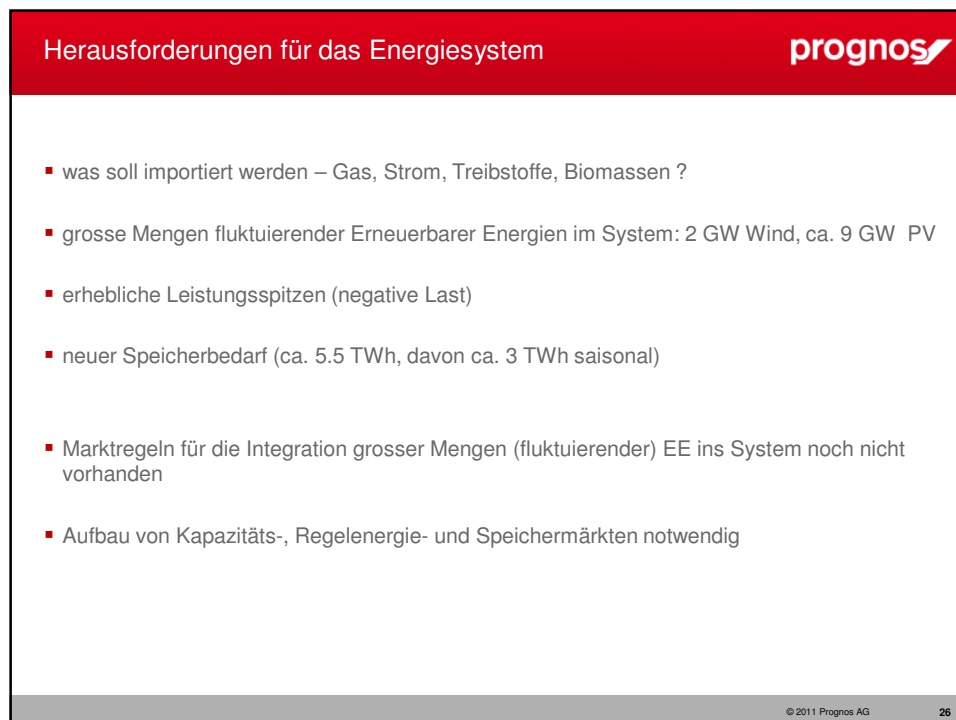 Herausforderungen für das Energiesystem
prognos
▪ was soll importiert werden – Gas, Strom, Treibstoffe, Biomassen ?
▪ grosse Mengen fluktuierender Erneuerbarer Energien im System: 2 GW Wind, ca. 9 GW PV
▪ erhebliche Leistungsspitzen (negative Last)
▪ neuer Speicherbedarf (ca. 5.5 TWh, davon ca. 3 TWh saisonal)
▪ Marktregeln für die Integration grosser Mengen (fluktuierender) EE ins System noch nicht
vorhanden
▪ Aufbau von Kapazitäts-, Regelenergie- und Speichermärkten notwendig
© 2011 Prognos AG 26